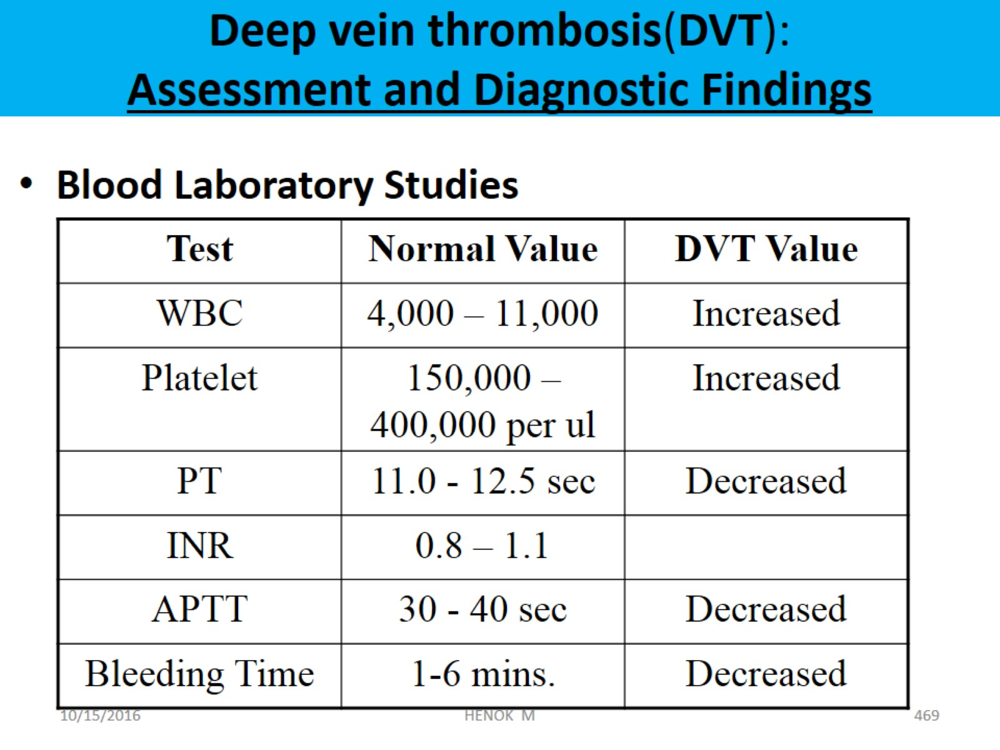 Deep vein thrombosis(DVT):
Assessment and Diagnostic Findings
• Blood Laboratory Studies
Test Normal Value DVT Value
WBC 4,000 – 11,000 Increased
Platelet 150,000 – Increased
400,000 per ul
PT 11.0 - 12.5 sec Decreased
INR 0.8 – 1.1
APTT 30 - 40 sec Decreased
Bleeding Time 1-6 mins. Decreased
10/15/2016 HENOK M 469